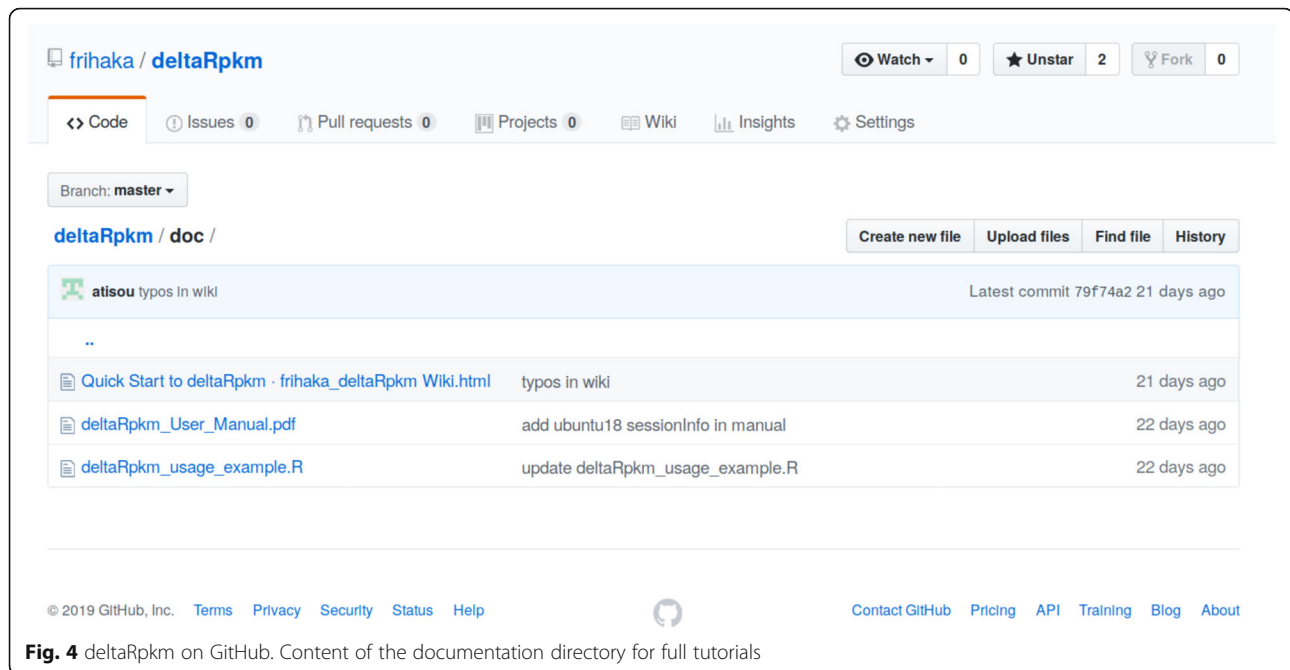 frihaka / deltaRpkm
Watch 0 Unstar 2 Fork 0
<> Code Issues 0 Pull requests 0 Projects 0 Wiki Insights Settings
Branch: master
deltaRpkm / doc /
Create new file Upload files Find file History
atisou typos in wiki Latest commit 79f74a2 21 days ago
..
Quick Start to deltaRpkm · frihaka_deltaRpkm Wiki.html typos in wiki 21 days ago
deltaRpkm_User_Manual.pdf add ubuntu18 sessionInfo in manual 22 days ago
deltaRpkm_usage_example.R update deltaRpkm_usage_example.R 22 days ago
© 2019 GitHub, Inc. Terms Privacy Security Status Help Contact GitHub Pricing API Training Blog About
Fig. 4 deltaRpkm on GitHub. Content of the documentation directory for full tutorials